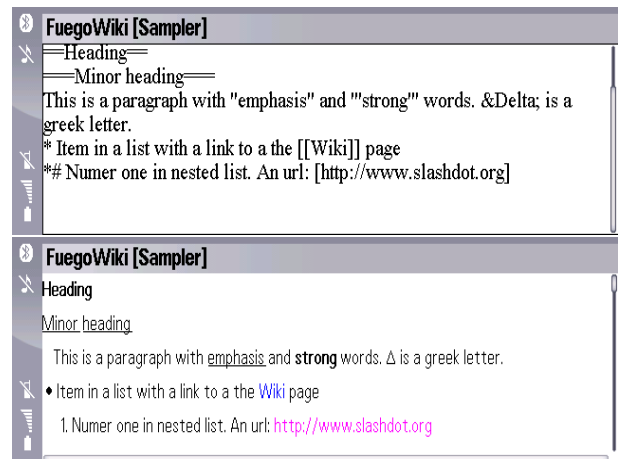 FuegoWiki [Sampler]
==Heading==
===Minor heading===
This is a paragraph with ''emphasis'' and '''strong''' words. &Delta; is a
greek letter.
* Item in a list with a link to a the [[Wiki]] page
*# Numer one in nested list. An url: [http://www.slashdot.org]
FuegoWiki [Sampler]
Heading
Minor heading
This is a paragraph with emphasis and strong words. Δ is a greek letter.
• Item in a list with a link to a the Wiki page
1. Numer one in nested list. An url: http://www.slashdot.org